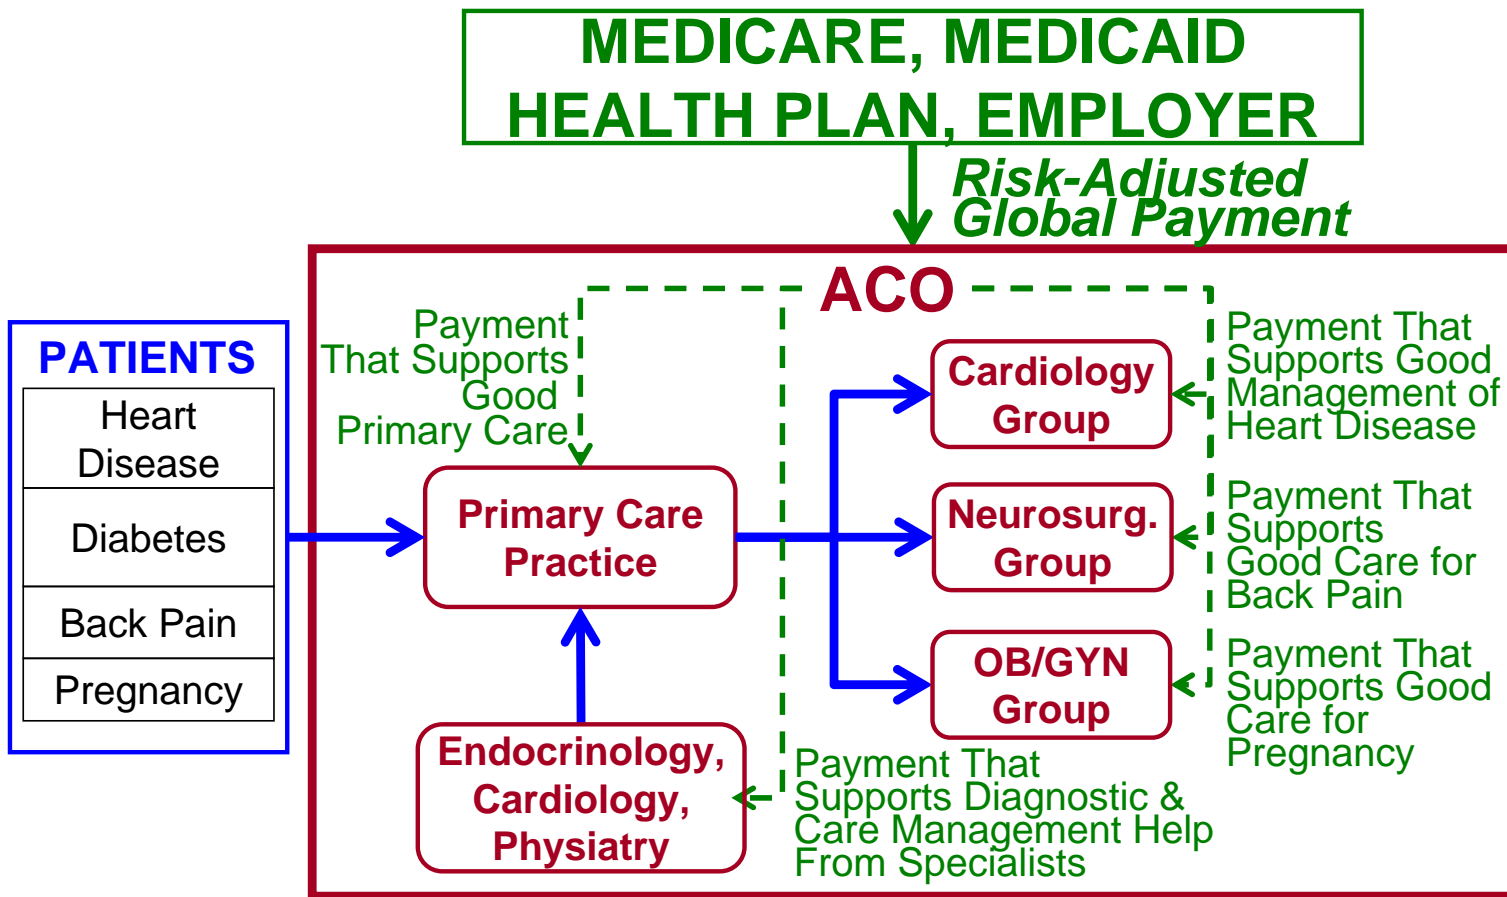 MEDICARE, MEDICAID
HEALTH PLAN, EMPLOYER
Risk-Adjusted
Global Payment
ACO
PATIENTS
Heart
Disease
Diabetes
Back Pain
Pregnancy
Payment
That Supports
Good
Primary Care
Primary Care
Practice
Endocrinology,
Cardiology,
Physiatry
Payment That
Supports Diagnostic &
Care Management Help
From Specialists
Cardiology
Group
Payment That
Supports Good
Management of
Heart Disease
Neurosurg.
Group
Payment That
Supports
Good Care for
Back Pain
OB/GYN
Group
Payment That
Supports Good
Care for
Pregnancy